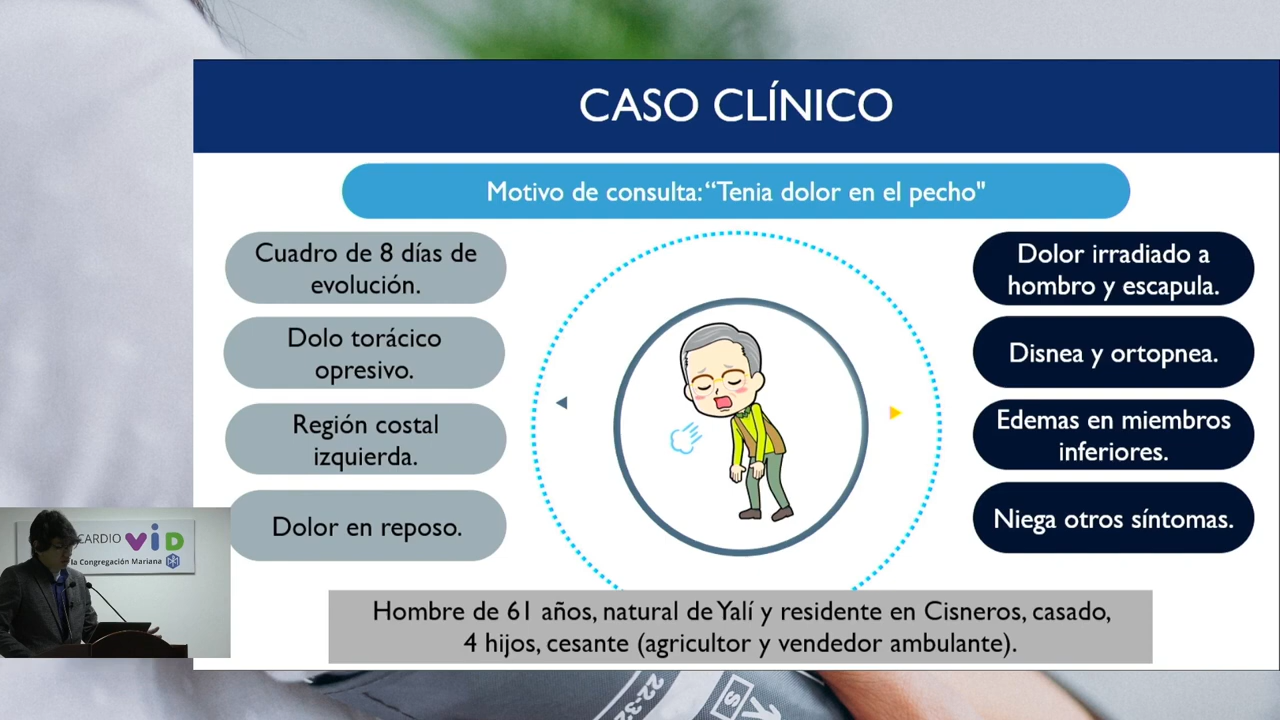 CASO CLÍNICO
Motivo de consulta: “Tenia dolor en el pecho"
Cuadro de 8 días de
evolución.
Dolo torácico
opresivo.
Región costal
izquierda.
Dolor en reposo.
Dolor irradiado a
hombro y escapula.
Disnea y ortopnea.
Edemas en miembros
inferiores.
Niega otros síntomas.
Hombre de 61 años, natural de Yalí y residente en Cisneros, casado,
4 hijos, cesante (agricultor y vendedor ambulante).
CARDIO VID
la Congregación Mariana
22-32
S